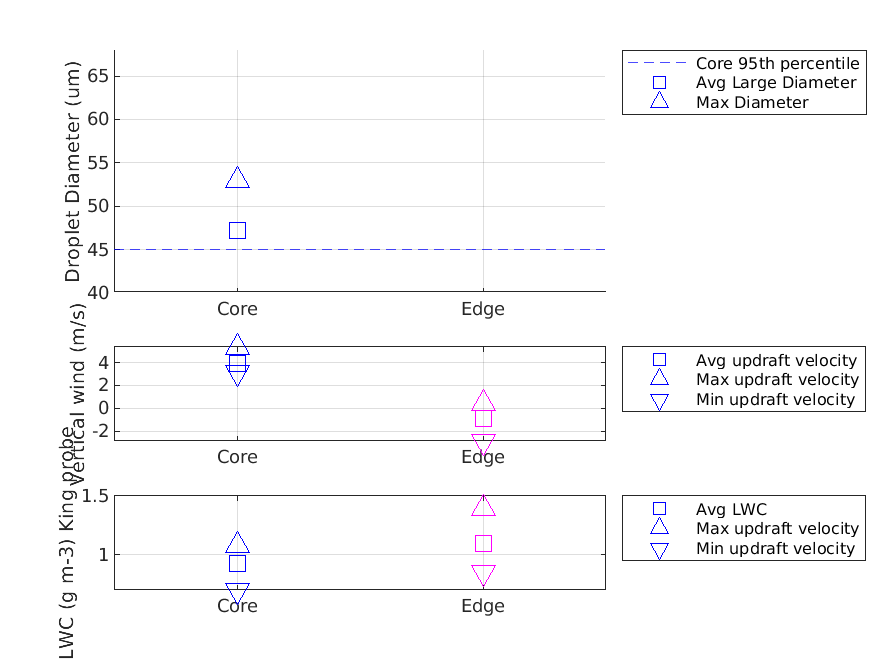 Droplet Diameter (um)
65
60
55
50
45
40
Core
Edge
Core 95th percentile
Avg Large Diameter
Max Diameter
Vertical wind (m/s)
4
2
0
-2
Core
Edge
Avg updraft velocity
Max updraft velocity
Min updraft velocity
LWC (g m-3) King probe
1.5
1
Core
Edge
Avg LWC
Max updraft velocity
Min updraft velocity